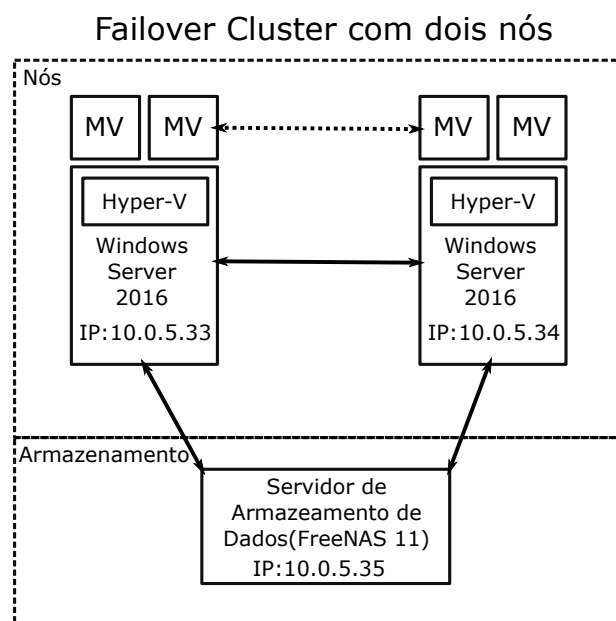 Failover Cluster com dois nós
Nós
MV
MV
MV
MV
Hyper-V
Windows
Server
2016
IP:10.0.5.33
Hyper-V
Windows
Server
2016
IP:10.0.5.34
Armazenamento
Servidor de
Armazeamento de
Dados(FreeNAS 11)
IP:10.0.5.35